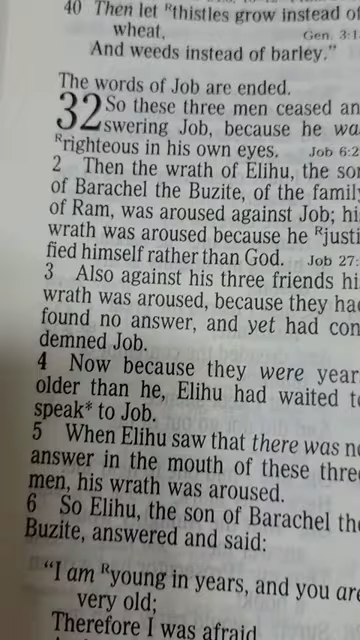 40 Then let ᴿthistles grow instead of
wheat, Gen. 3:1
And weeds instead of barley.”
The words of Job are ended.
32 So these three men ceased an
swering Job, because he wa
ᴿrighteous in his own eyes. Job 6:2
2 Then the wrath of Elihu, the so
of Barachel the Buzite, of the famil
of Ram, was aroused against Job; hi
wrath was aroused because he ᴿjusti
fied himself rather than God. Job 27:
3 Also against his three friends hi
wrath was aroused, because they ha
found no answer, and yet had con
demned Job.
4 Now because they were year
older than he, Elihu had waited t
speak* to Job.
5 When Elihu saw that there was n
answer in the mouth of these thre
men, his wrath was aroused.
6 So Elihu, the son of Barachel th
Buzite, answered and said:
“I am ᴿyoung in years, and you are
very old;
Therefore I was afraid